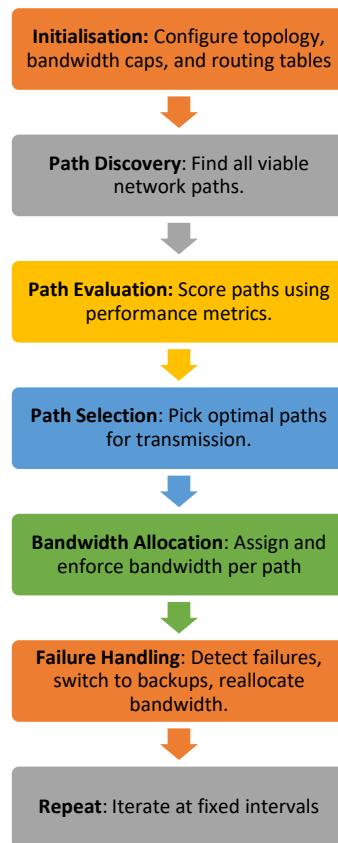 Initialisation: Configure topology,
bandwidth caps, and routing tables
Path Discovery: Find all viable
network paths.
Path Evaluation: Score paths using
performance metrics.
Path Selection: Pick optimal paths
for transmission.
Bandwidth Allocation: Assign and
enforce bandwidth per path
Failure Handling: Detect failures,
switch to backups, reallocate
bandwidth.
Repeat: Iterate at fixed intervals